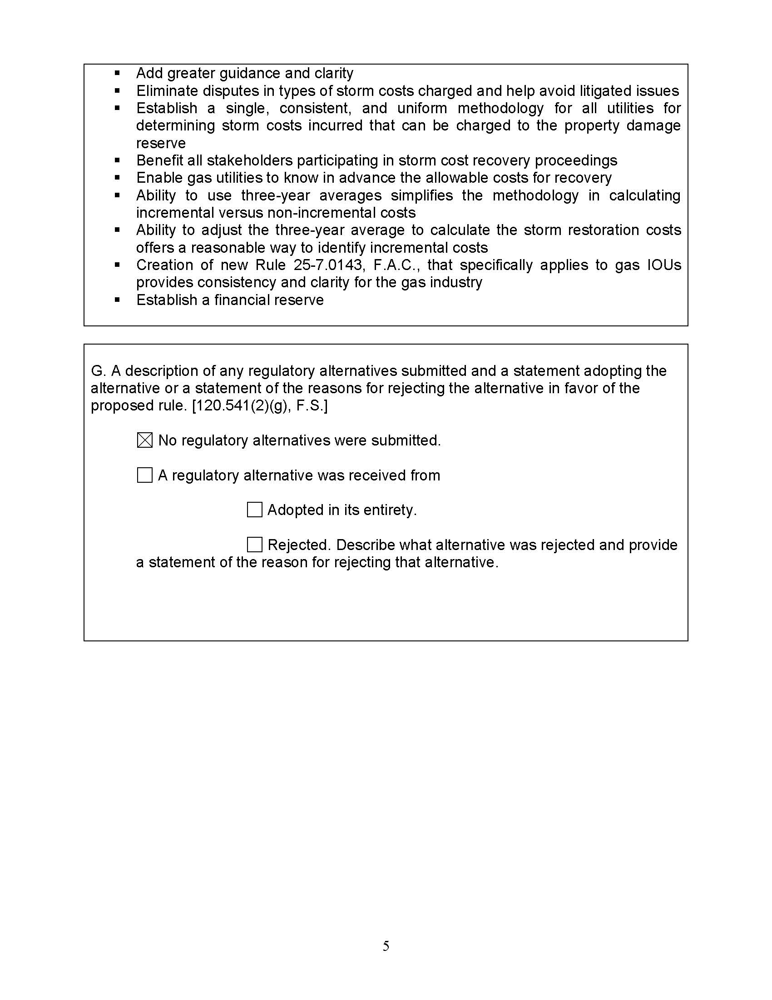 ▪ Add greater guidance and clarity
▪ Eliminate disputes in types of storm costs charged and help avoid litigated issues
▪ Establish a single, consistent, and uniform methodology for all utilities for
determining storm costs incurred that can be charged to the property damage
reserve
▪ Benefit all stakeholders participating in storm cost recovery proceedings
▪ Enable gas utilities to know in advance the allowable costs for recovery
▪ Ability to use three-year averages simplifies the methodology in calculating
incremental versus non-incremental costs
▪ Ability to adjust the three-year average to calculate the storm restoration costs
offers a reasonable way to identify incremental costs
▪ Creation of new Rule 25-7.0143, F.A.C., that specifically applies to gas IOUs
provides consistency and clarity for the gas industry
▪ Establish a financial reserve
G. A description of any regulatory alternatives submitted and a statement adopting the
alternative or a statement of the reasons for rejecting the alternative in favor of the
proposed rule. [120.541(2)(g), F.S.]
☒ No regulatory alternatives were submitted.
☐ A regulatory alternative was received from
☐ Adopted in its entirety.
☐ Rejected. Describe what alternative was rejected and provide
a statement of the reason for rejecting that alternative.
5